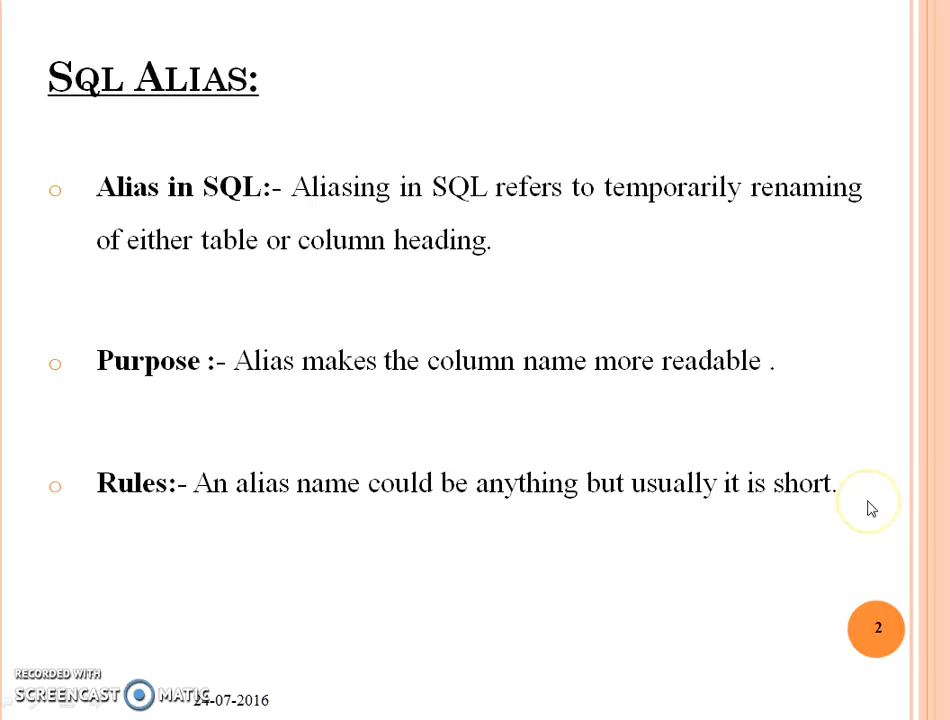 SQL ALIAS:
Alias in SQL:- Aliasing in SQL refers to temporarily renaming
of either table or column heading.
Purpose :- Alias makes the column name more readable .
Rules:- An alias name could be anything but usually it is short.
2
RECORDED WITH
SCREENCAST MATIC
24-07-2016